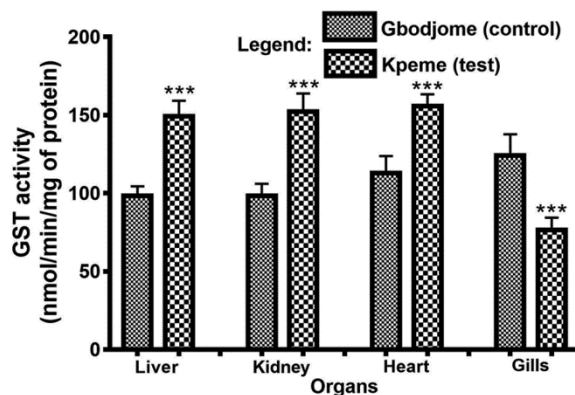 Legend:
Gbodjome (control)
Kpeme (test)
GST activity
(nmol/min/mg of protein)
200
150
100
50
0
***
***
***
***
Liver
Kidney
Heart
Gills
Organs